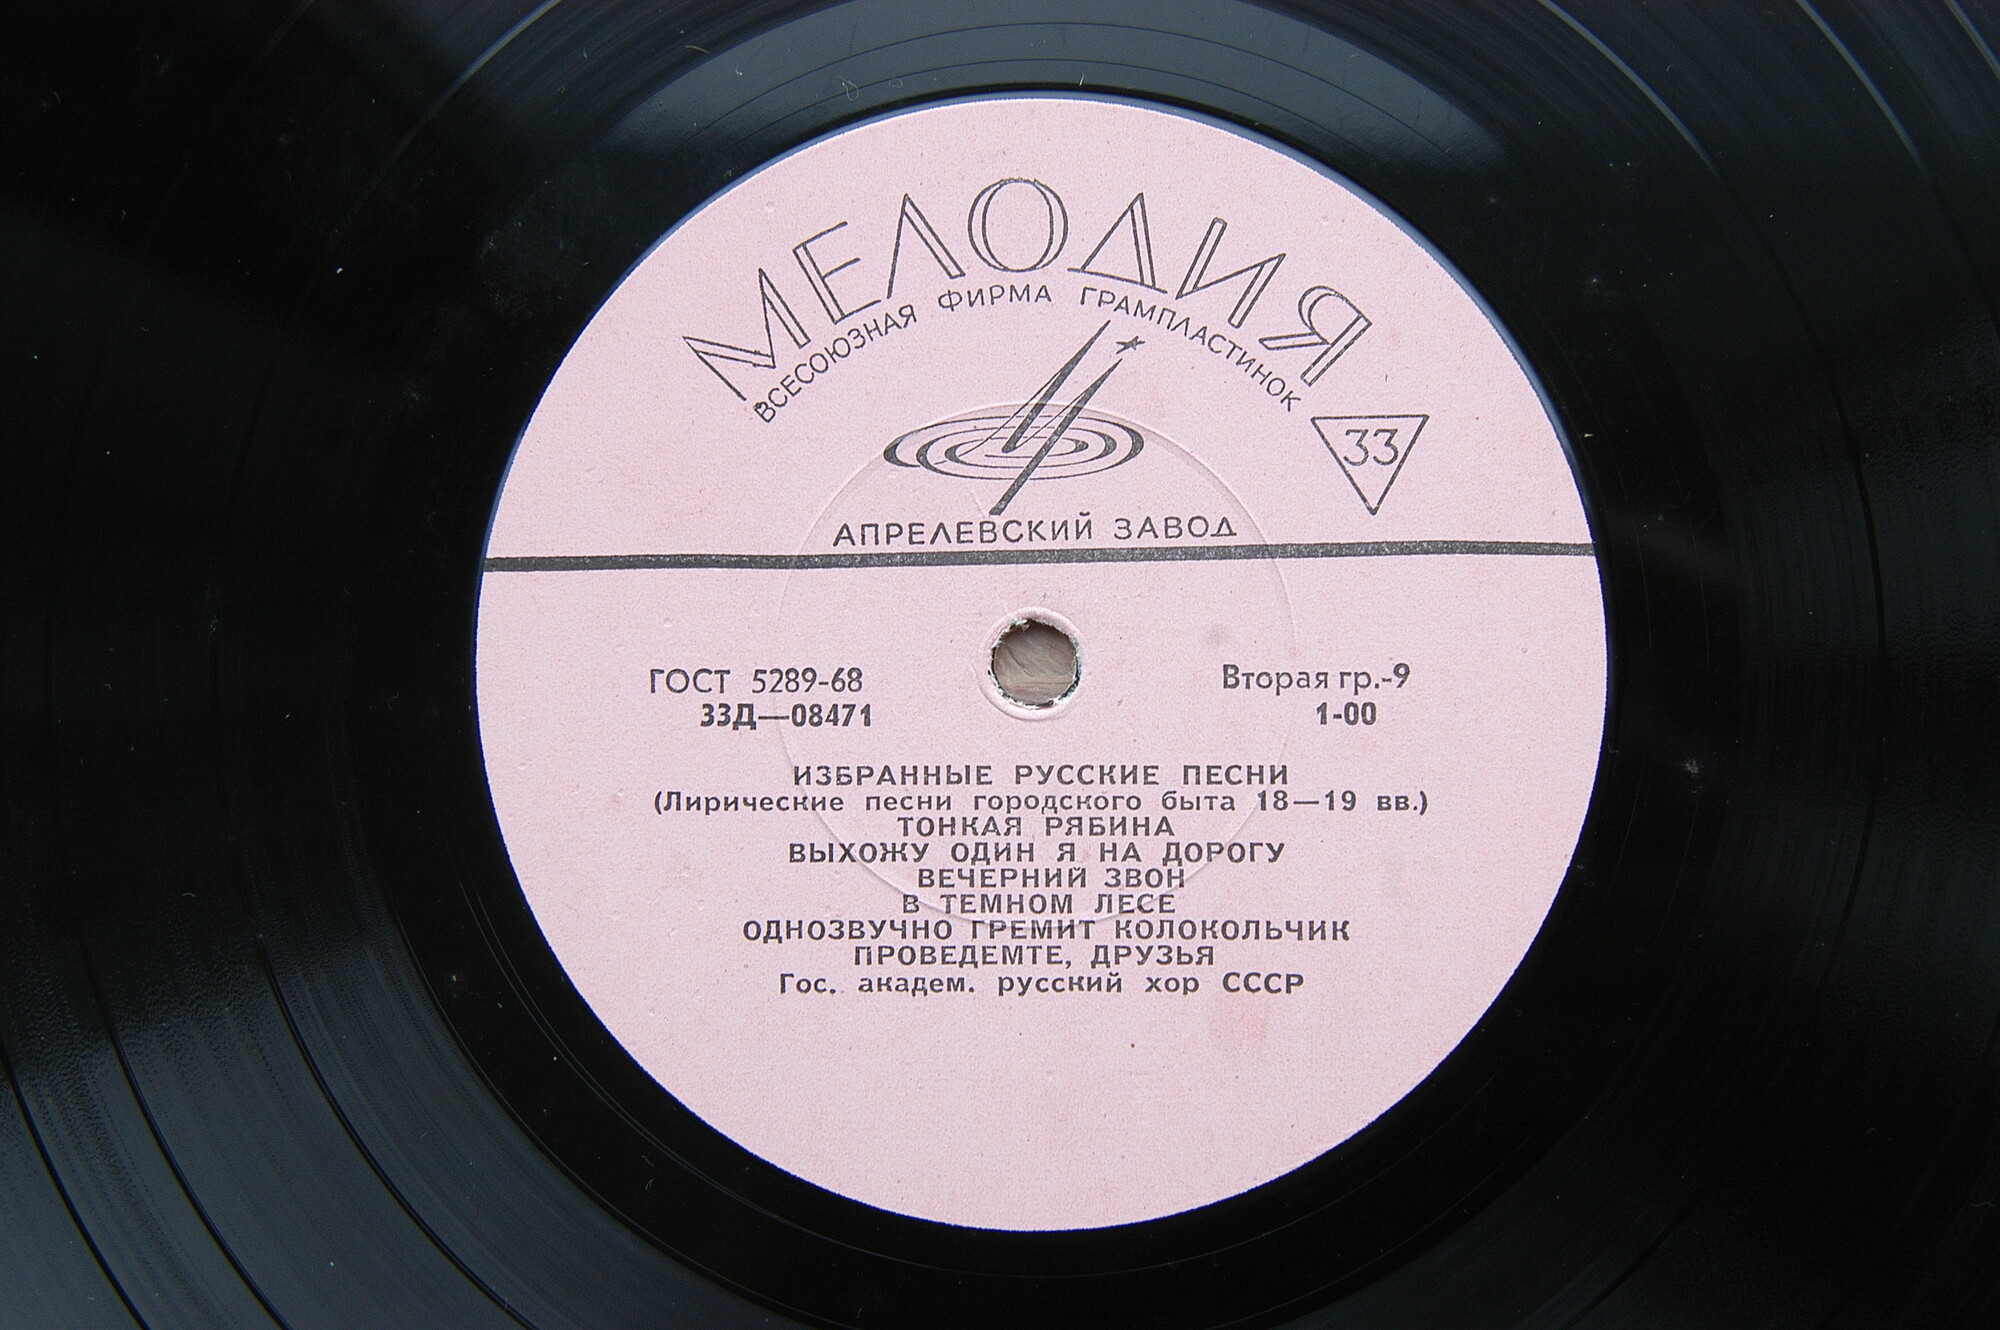 МЕЛОДИЯ
ВСЕСОЮЗНАЯ ФИРМА ГРАМПЛАСТИНОК
33
АПРЕЛЕВСКИЙ ЗАВОД
ГОСТ 5289-68
Вторая гр.-9
33Д—08471
1-00
ИЗБРАННЫЕ РУССКИЕ ПЕСНИ
(Лирические песни городского быта 18—19 вв.)
ТОНКАЯ РЯБИНА
ВЫХОЖУ ОДИН Я НА ДОРОГУ
ВЕЧЕРНИЙ ЗВОН
В ТЕМНОМ ЛЕСЕ
ОДНОЗВУЧНО ГРЕМИТ КОЛОКОЛЬЧИК
ПРОВЕДЕМТЕ, ДРУЗЬЯ
Гос. академ. русский хор СССР